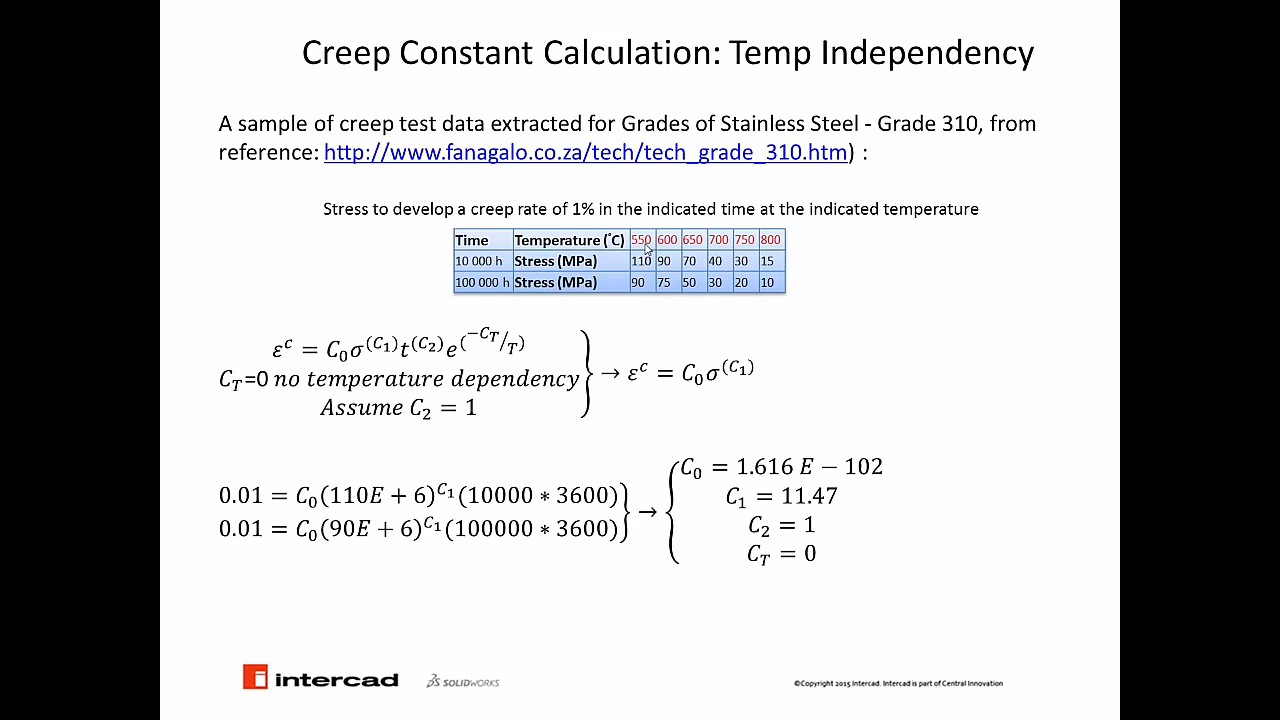 Creep Constant Calculation: Temp Independency
A sample of creep test data extracted for Grades of Stainless Steel - Grade 310, from
reference: http://www.fanagalo.co.za/tech/tech_grade_310.htm) :
Stress to develop a creep rate of 1% in the indicated time at the indicated temperature
Time Temperature (°C) 550 600 650 700 750 800
10 000 h Stress (MPa) 110 90 70 40 30 15
100 000 h Stress (MPa) 90 75 50 30 20 10
εᶜ = C₀σ^(C₁)t^(C₂)e^(−C_T/T)
C_T=0 no temperature dependency
Assume C₂ = 1
→ εᶜ = C₀σ^(C₁)
0.01 = C₀(110E + 6)^C₁(10000 ∗ 3600)
0.01 = C₀(90E + 6)^C₁(100000 ∗ 3600)
→
C₀ = 1.616 E − 102
C₁ = 11.47
C₂ = 1
C_T = 0
intercad
SOLIDWORKS
©Copyright 2015 Intercad. Intercad is part of Central Innovation